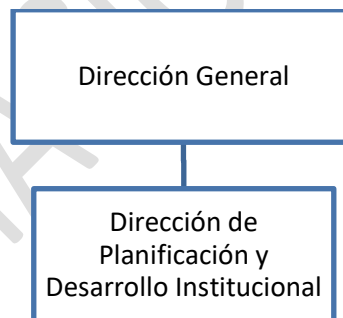 Dirección General
Dirección de
Planificación y
Desarrollo Institucional